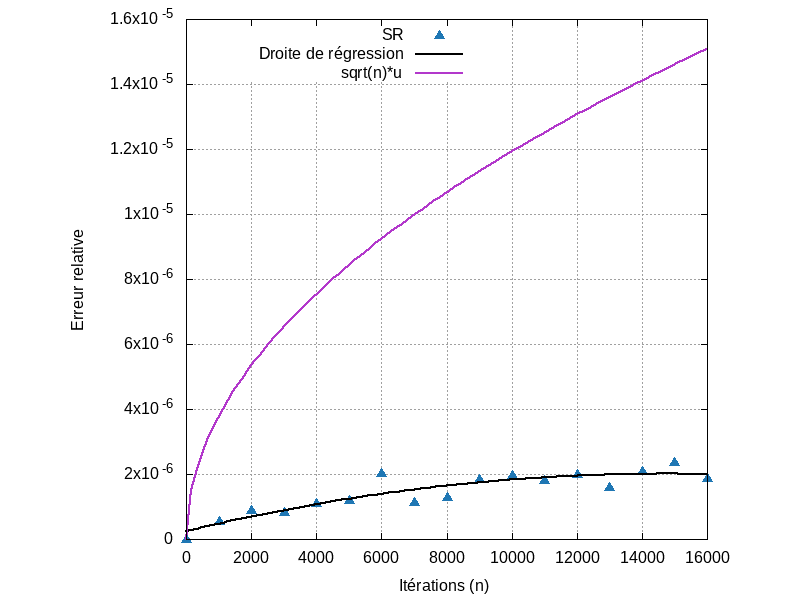 1.6x10 -5
1.4x10 -5
1.2x10 -5
1x10 -5
8x10 -6
6x10 -6
4x10 -6
2x10 -6
0
Erreur relative
SR
Droite de régression
sqrt(n)*u
0 2000 4000 6000 8000 10000 12000 14000 16000
Itérations (n)